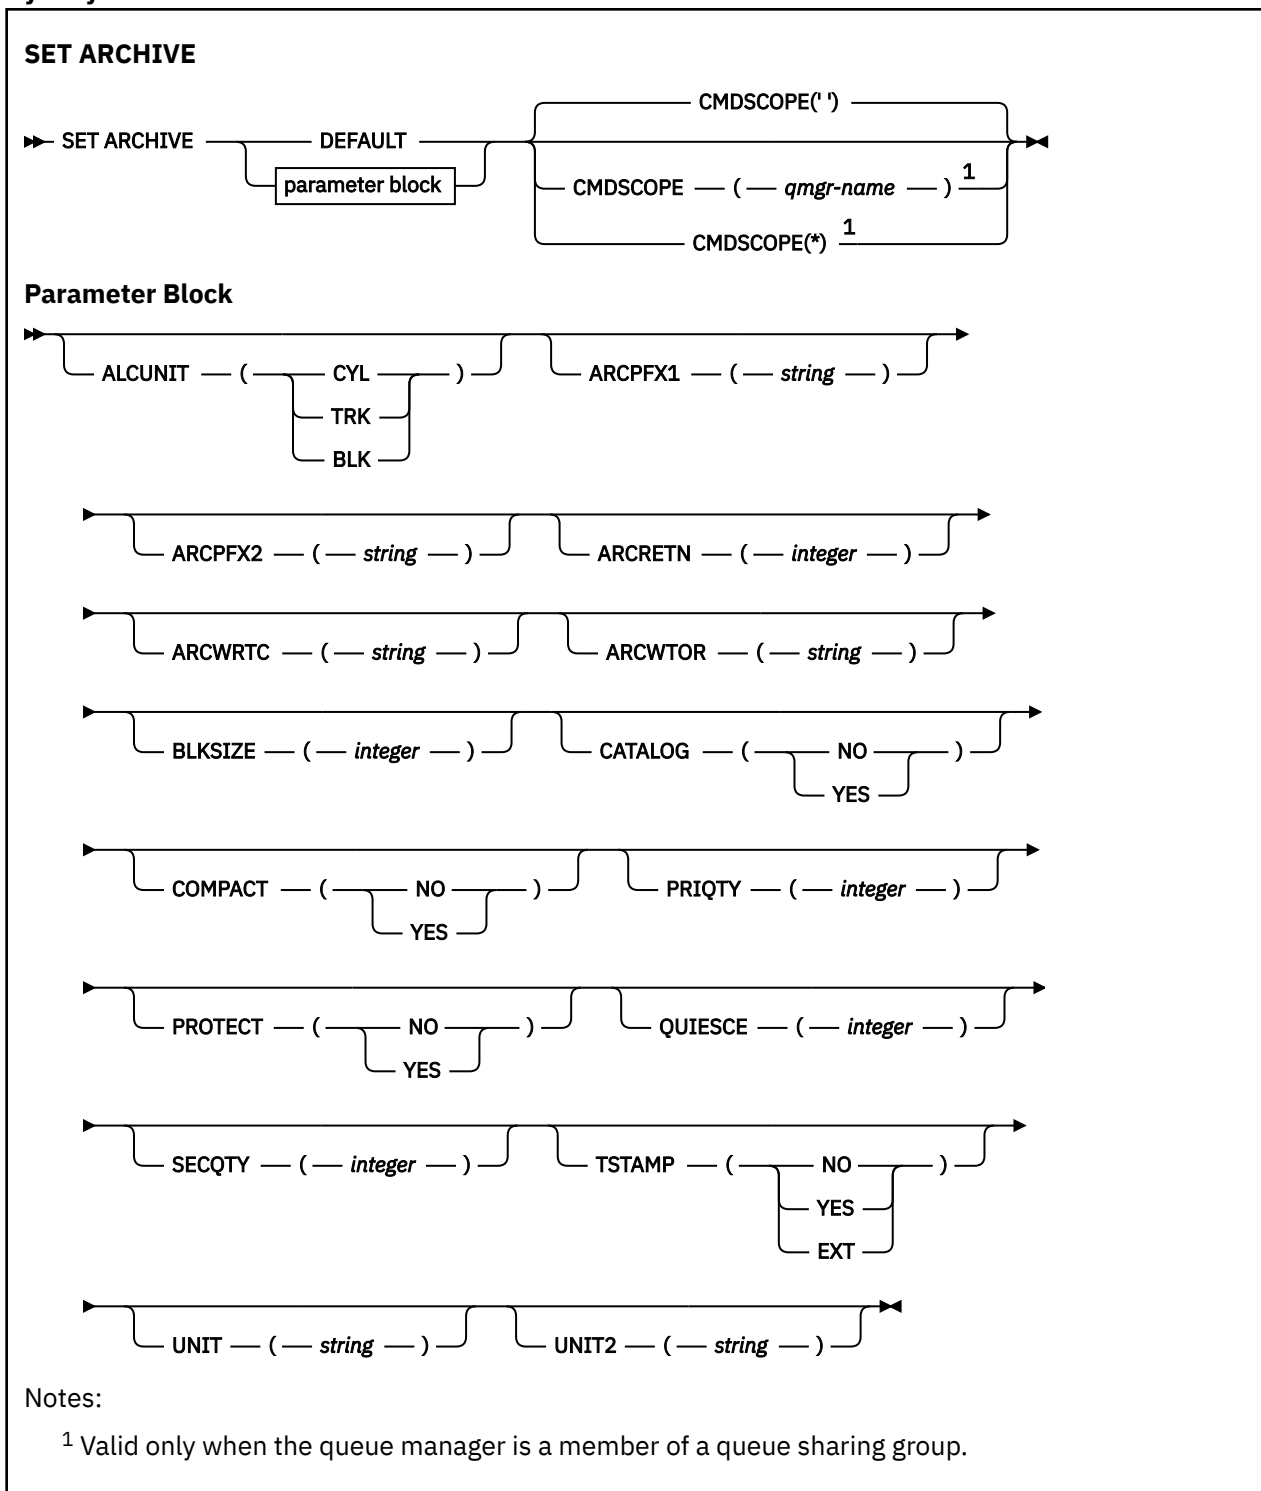 SET ARCHIVE
CMDSCOPE(' ')
SET ARCHIVE DEFAULT
parameter block
CMDSCOPE ( qmgr-name ) 1
CMDSCOPE(*) 1
Parameter Block
ALCUNIT ( CYL ) ARCPFX1 ( string )
TRK
BLK
ARCPFX2 ( string ) ARCRETN ( integer )
ARCWRTC ( string ) ARCWTOR ( string )
BLKSIZE ( integer ) CATALOG ( NO )
YES
COMPACT ( NO ) PRIQTY ( integer )
YES
PROTECT ( NO ) QUIESCE ( integer )
YES
SECQTY ( integer ) TSTAMP ( NO )
YES
EXT
UNIT ( string ) UNIT2 ( string )
Notes:
1 Valid only when the queue manager is a member of a queue sharing group.